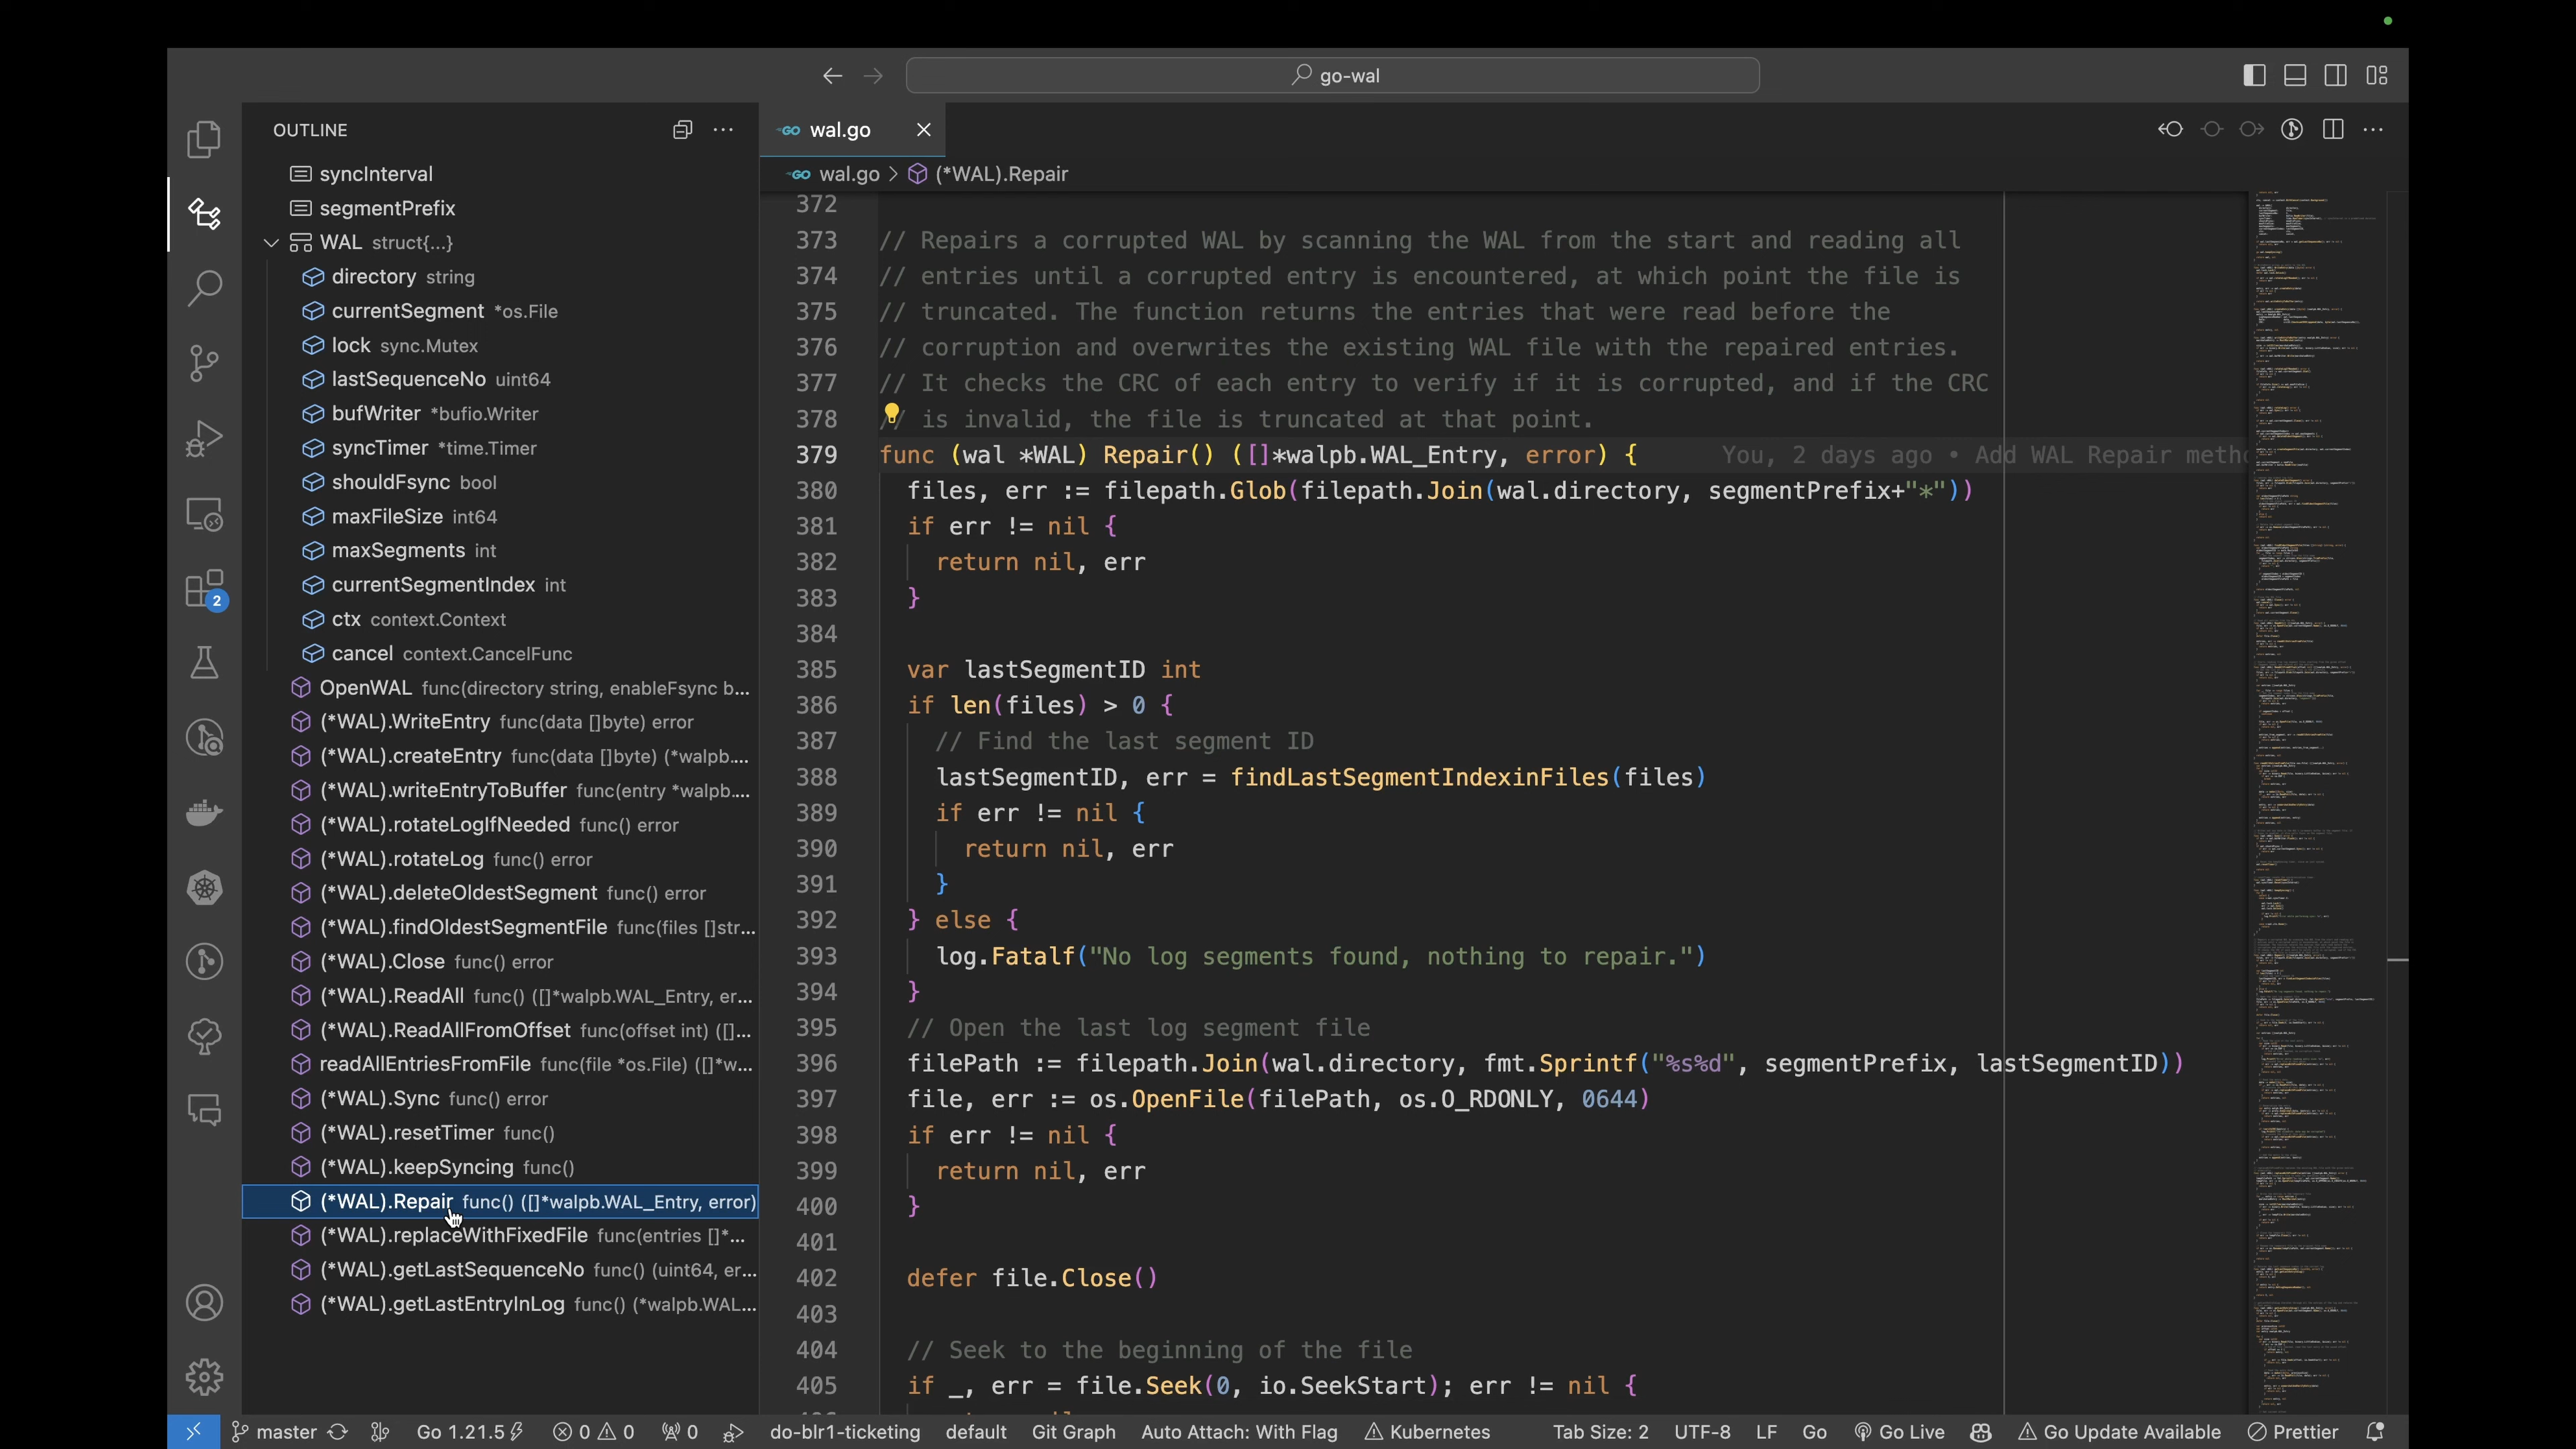 go-wal
OUTLINE
syncInterval
segmentPrefix
WAL struct{...}
directory string
currentSegment *os.File
lock sync.Mutex
lastSequenceNo uint64
bufWriter *bufio.Writer
syncTimer *time.Timer
shouldFsync bool
maxFileSize int64
maxSegments int
currentSegmentIndex int
ctx context.Context
cancel context.CancelFunc
OpenWAL func(directory string, enableFsync b...
(*WAL).WriteEntry func(data []byte) error
(*WAL).createEntry func(data []byte) (*walpb....
(*WAL).writeEntryToBuffer func(entry *walpb....
(*WAL).rotateLogIfNeeded func() error
(*WAL).rotateLog func() error
(*WAL).deleteOldestSegment func() error
(*WAL).findOldestSegmentFile func(files []str...
(*WAL).Close func() error
(*WAL).ReadAll func() ([]*walpb.WAL_Entry, er...
(*WAL).ReadAllFromOffset func(offset int) ([]...
readAllEntriesFromFile func(file *os.File) ([]*w...
(*WAL).Sync func() error
(*WAL).resetTimer func()
(*WAL).keepSyncing func()
(*WAL).Repair func() ([]*walpb.WAL_Entry, error)
(*WAL).replaceWithFixedFile func(entries []*...
(*WAL).getLastSequenceNo func() (uint64, er...
(*WAL).getLastEntryInLog func() (*walpb.WAL...
2
GO wal.go
GO wal.go > (*WAL).Repair
372
373 // Repairs a corrupted WAL by scanning the WAL from the start and reading all
374 // entries until a corrupted entry is encountered, at which point the file is
375 // truncated. The function returns the entries that were read before the
376 // corruption and overwrites the existing WAL file with the repaired entries.
377 // It checks the CRC of each entry to verify if it is corrupted, and if the CRC
378 // is invalid, the file is truncated at that point.
379 func (wal *WAL) Repair() ([]*walpb.WAL_Entry, error) { You, 2 days ago • Add WAL Repair meth
380 files, err := filepath.Glob(filepath.Join(wal.directory, segmentPrefix+"*"))
381 if err != nil {
382 return nil, err
383 }
384
385 var lastSegmentID int
386 if len(files) > 0 {
387 // Find the last segment ID
388 lastSegmentID, err = findLastSegmentIndexinFiles(files)
389 if err != nil {
390 return nil, err
391 }
392 } else {
393 log.Fatalf("No log segments found, nothing to repair.")
394 }
395 // Open the last log segment file
396 filePath := filepath.Join(wal.directory, fmt.Sprintf("%s%d", segmentPrefix, lastSegmentID))
397 file, err := os.OpenFile(filePath, os.O_RDONLY, 0644)
398 if err != nil {
399 return nil, err
400 }
401
402 defer file.Close()
403
404 // Seek to the beginning of the file
405 if _, err = file.Seek(0, io.SeekStart); err != nil {
master Go 1.21.5 0 0 0 do-blr1-ticketing default Git Graph Auto Attach: With Flag Kubernetes Tab Size: 2 UTF-8 LF Go Go Live Go Update Available Prettier